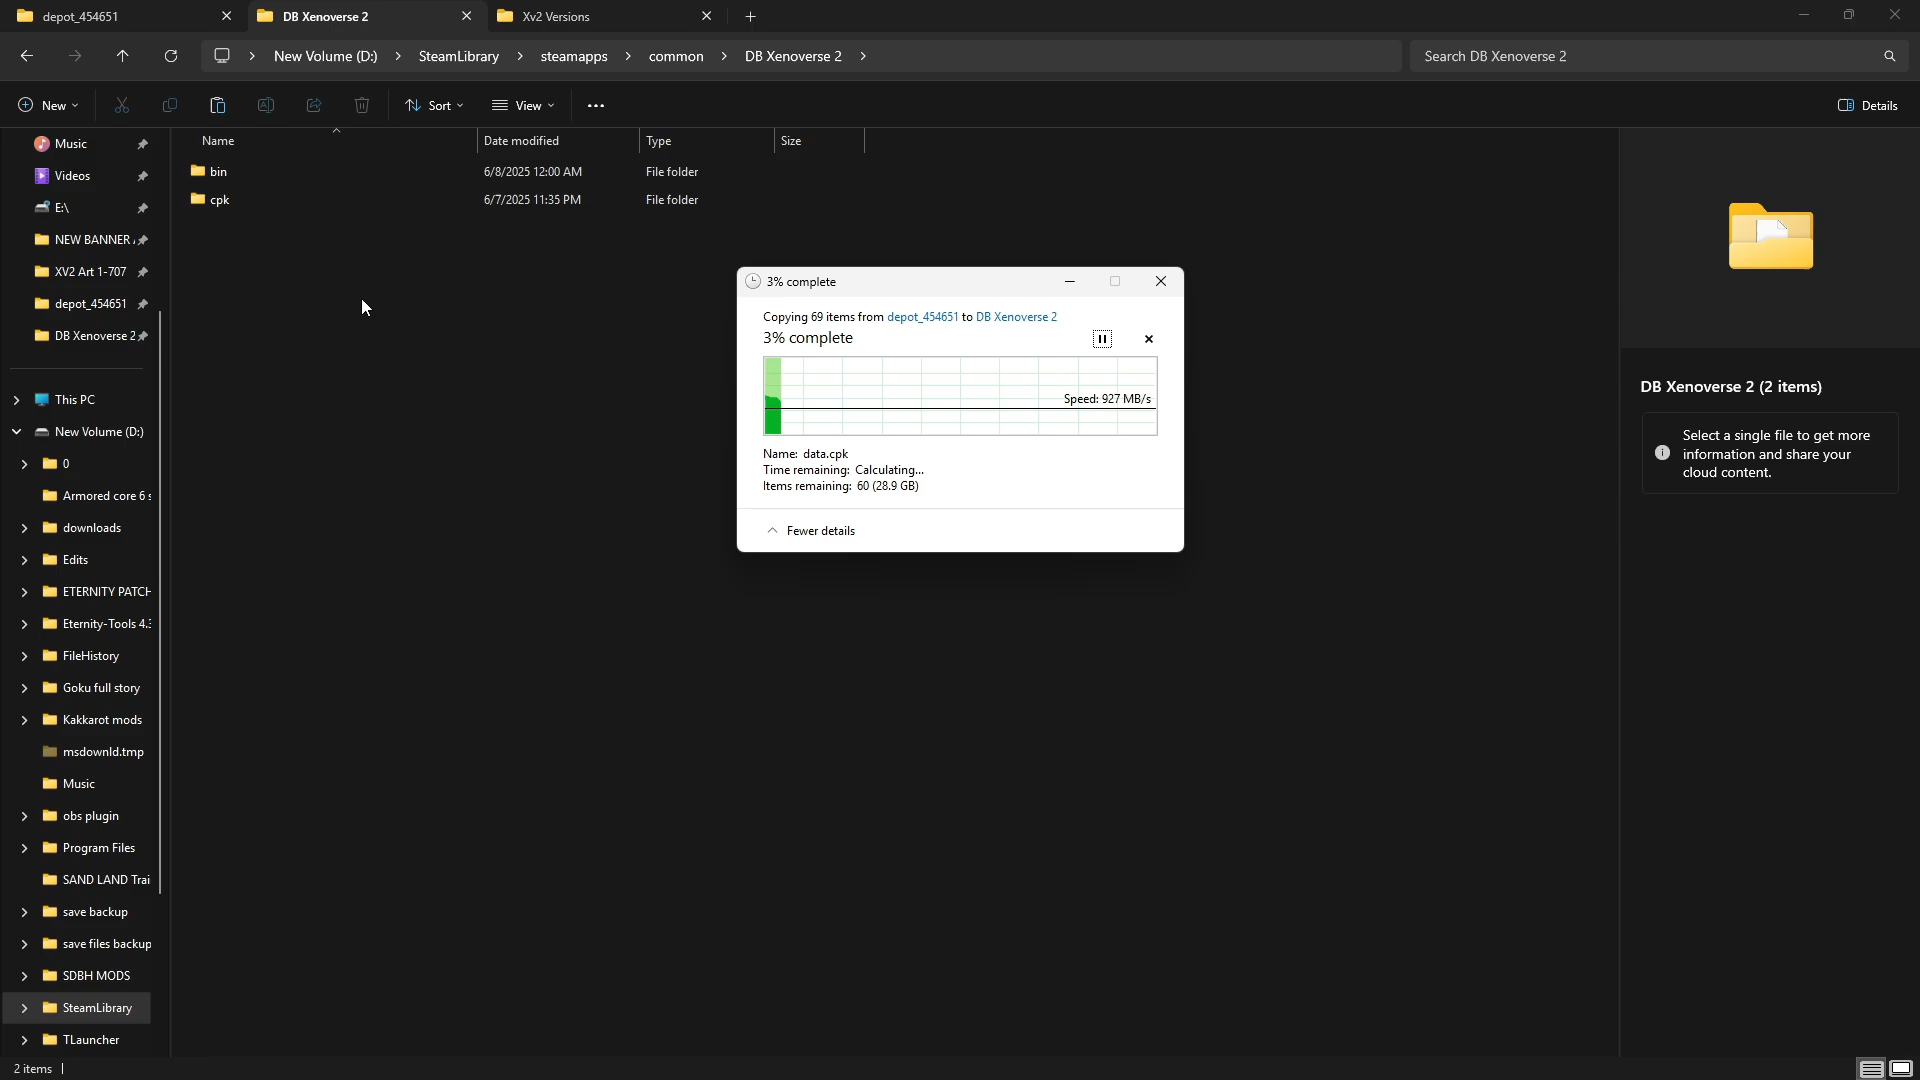 depot_454651
DB Xenoverse 2
Xv2 Versions
New Volume (D:)
SteamLibrary
steamapps
common
DB Xenoverse 2
Search DB Xenoverse 2
New
Sort
View
Details
Music
Videos
E:\
NEW BANNER
XV2 Art 1-707
depot_454651
DB Xenoverse 2
This PC
New Volume (D:)
0
Armored core 6 s
downloads
Edits
ETERNITY PATCH
Eternity-Tools 4.3
FileHistory
Goku full story
Kakkarot mods
msdownld.tmp
Music
obs plugin
Program Files
SAND LAND Trai
save backup
save files backup
SDBH MODS
SteamLibrary
TLauncher
Name
Date modified
Type
Size
bin
6/8/2025 12:00 AM
File folder
cpk
6/7/2025 11:35 PM
File folder
3% complete
Copying 69 items from depot_454651 to DB Xenoverse 2
3% complete
Speed: 927 MB/s
Name: data.cpk
Time remaining: Calculating...
Items remaining: 60 (28.9 GB)
Fewer details
DB Xenoverse 2 (2 items)
Select a single file to get more
information and share your
cloud content.
2 items